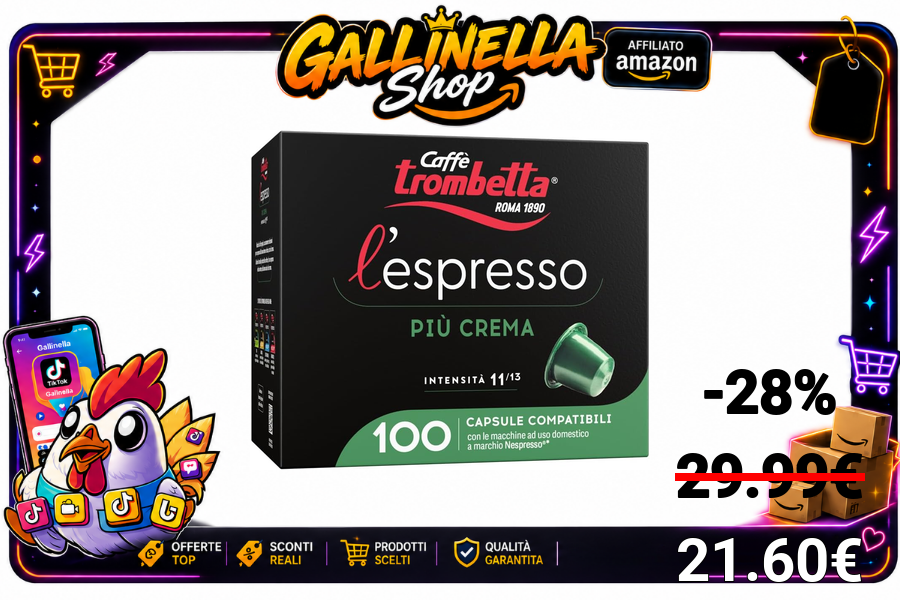 GALLINELLA
Shop
AFFILIATO
amazon
Caffè
trombetta®
ROMA 1890
l'espresso
PIÙ CREMA
INTENSITÀ 11/13
100
CAPSULE COMPATIBILI
con le macchine ad uso domestico
a marchio Nespresso®*
Gallinella
TikTok
Gallinella
-28%
29.99€
21.60€
OFFERTE
TOP
SCONTI
REALI
PRODOTTI
SCELTI
QUALITÀ
GARANTITA